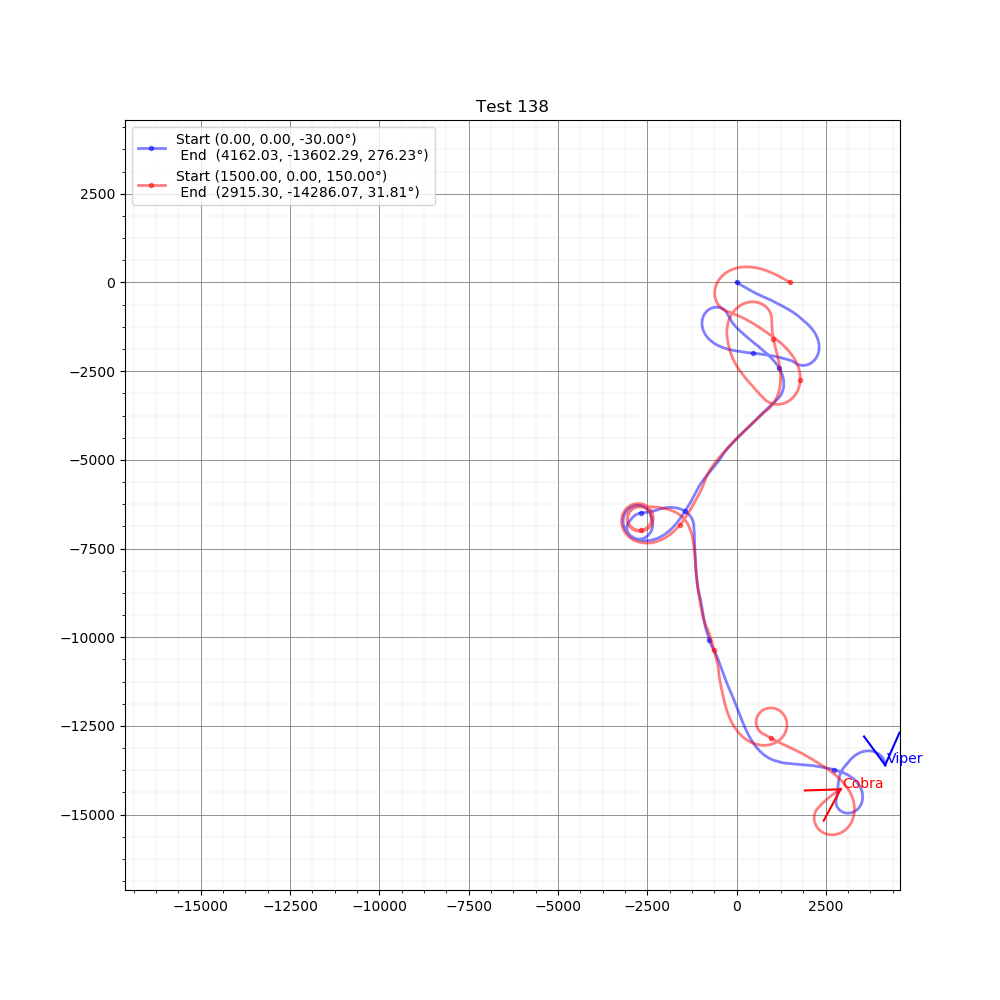 Test 138
Start (0.00, 0.00, -30.00°)
End  (4162.03, -13602.29, 276.23°)
Start (1500.00, 0.00, 150.00°)
End  (2915.30, -14286.07, 31.81°)
2500
0
−2500
−5000
−7500
−10000
−12500
−15000
Viper
Cobra
−15000 −12500 −10000 −7500 −5000 −2500 0 2500